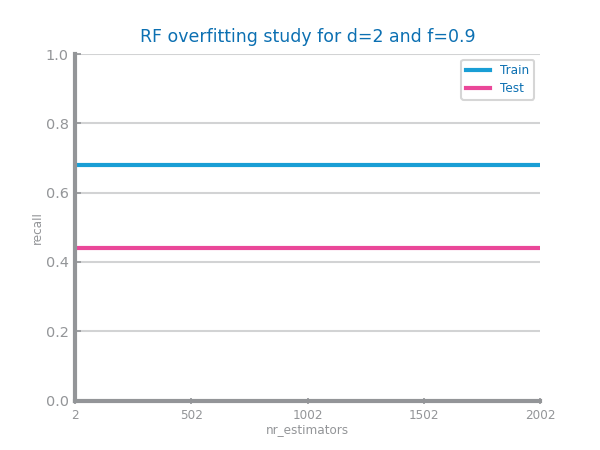 RF overfitting study for d=2 and f=0.9
Train
Test
1.0
0.8
0.6
0.4
0.2
0.0
recall
2 502 1002 1502 2002
nr_estimators